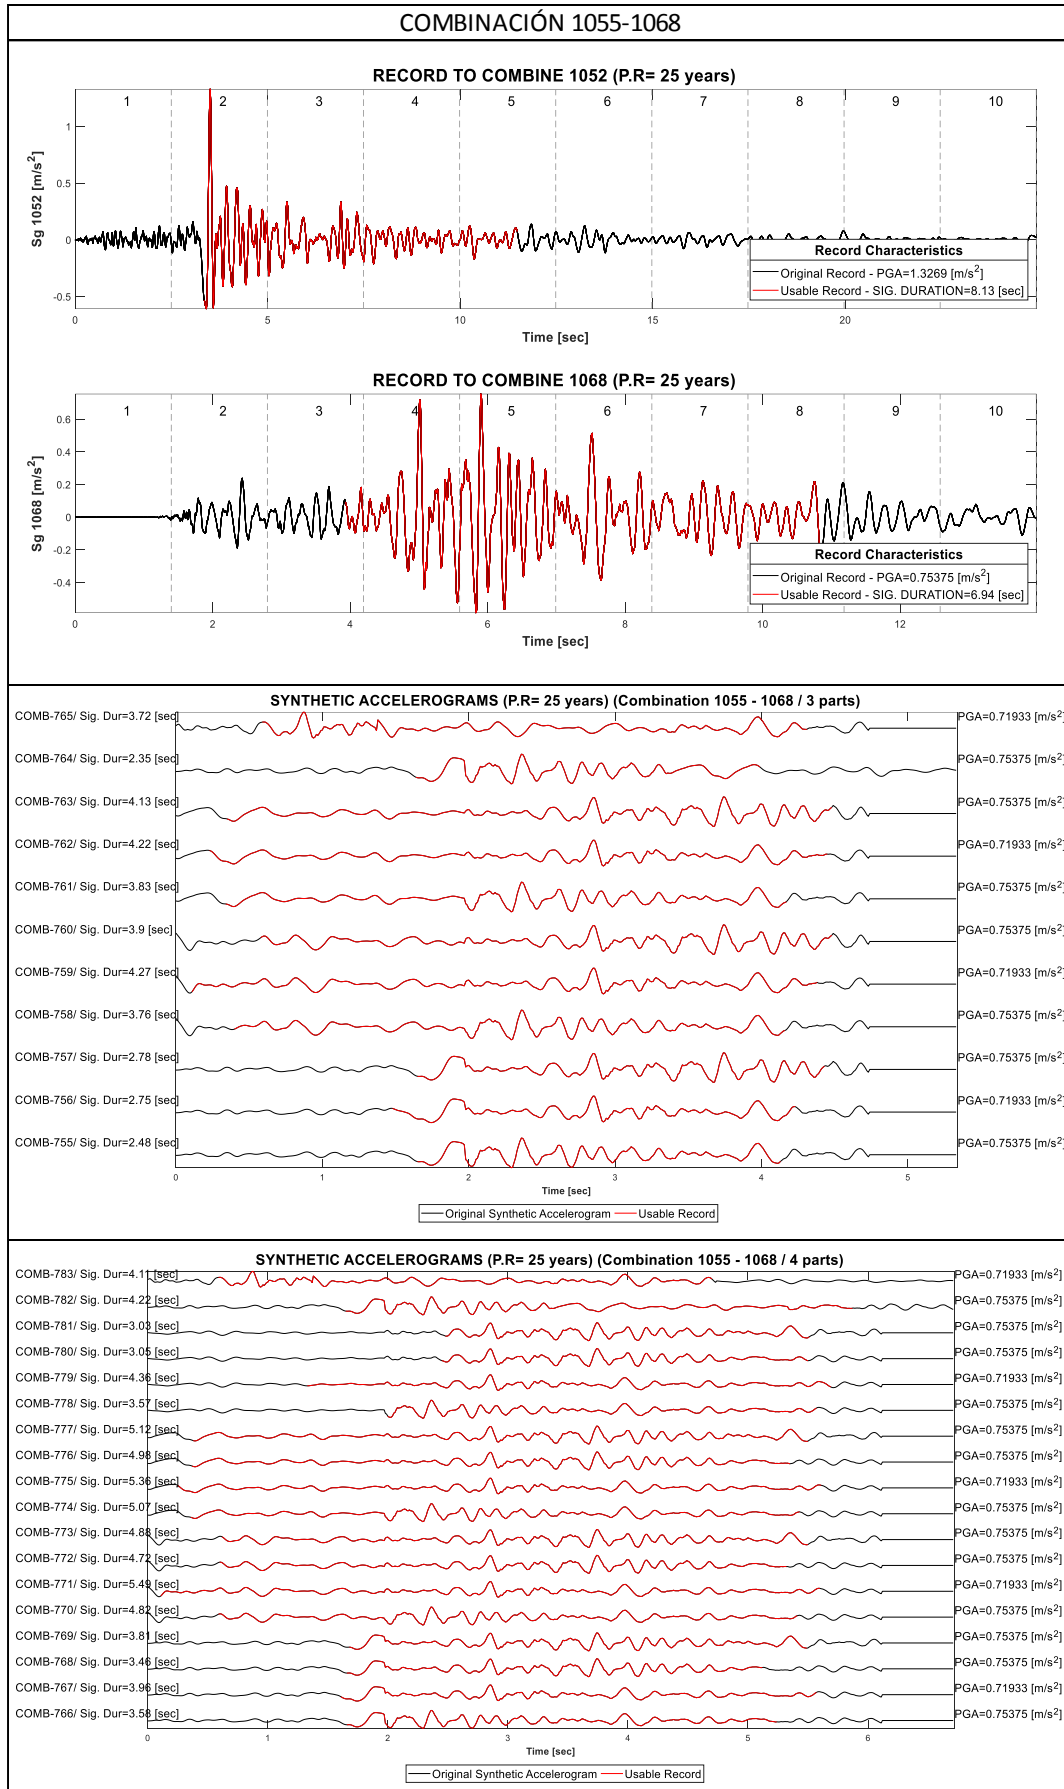 COMBINACIÓN 1055-1068
RECORD TO COMBINE 1052 (P.R= 25 years)
1 2 3 4 5 6 7 8 9 10
Sg 1052 [m/s²]
1
0.5
0
-0.5
Record Characteristics
Original Record - PGA=1.3269 [m/s²]
Usable Record - SIG. DURATION=8.13 [sec]
0 5 10 15 20
Time [sec]
RECORD TO COMBINE 1068 (P.R= 25 years)
1 2 3 4 5 6 7 8 9 10
Sg 1068 [m/s²]
0.6
0.4
0.2
0
-0.2
-0.4
Record Characteristics
Original Record - PGA=0.75375 [m/s²]
Usable Record - SIG. DURATION=6.94 [sec]
0 2 4 6 8 10 12
Time [sec]
SYNTHETIC ACCELEROGRAMS (P.R= 25 years) (Combination 1055 - 1068 / 3 parts)
COMB-765/ Sig. Dur=3.72 [sec] PGA=0.71933 [m/s²]
COMB-764/ Sig. Dur=2.35 [sec] PGA=0.75375 [m/s²]
COMB-763/ Sig. Dur=4.13 [sec] PGA=0.75375 [m/s²]
COMB-762/ Sig. Dur=4.22 [sec] PGA=0.71933 [m/s²]
COMB-761/ Sig. Dur=3.83 [sec] PGA=0.75375 [m/s²]
COMB-760/ Sig. Dur=3.9 [sec] PGA=0.75375 [m/s²]
COMB-759/ Sig. Dur=4.27 [sec] PGA=0.71933 [m/s²]
COMB-758/ Sig. Dur=3.76 [sec] PGA=0.75375 [m/s²]
COMB-757/ Sig. Dur=2.78 [sec] PGA=0.75375 [m/s²]
COMB-756/ Sig. Dur=2.75 [sec] PGA=0.71933 [m/s²]
COMB-755/ Sig. Dur=2.48 [sec] PGA=0.75375 [m/s²]
0 1 2 3 4 5
Time [sec]
Original Synthetic Accelerogram Usable Record
SYNTHETIC ACCELEROGRAMS (P.R= 25 years) (Combination 1055 - 1068 / 4 parts)
COMB-783/ Sig. Dur=4.11 [sec] PGA=0.71933 [m/s²]
COMB-782/ Sig. Dur=4.22 [sec] PGA=0.75375 [m/s²]
COMB-781/ Sig. Dur=3.03 [sec] PGA=0.75375 [m/s²]
COMB-780/ Sig. Dur=3.05 [sec] PGA=0.75375 [m/s²]
COMB-779/ Sig. Dur=4.36 [sec] PGA=0.71933 [m/s²]
COMB-778/ Sig. Dur=3.57 [sec] PGA=0.75375 [m/s²]
COMB-777/ Sig. Dur=5.12 [sec] PGA=0.75375 [m/s²]
COMB-776/ Sig. Dur=4.98 [sec] PGA=0.75375 [m/s²]
COMB-775/ Sig. Dur=5.36 [sec] PGA=0.71933 [m/s²]
COMB-774/ Sig. Dur=5.07 [sec] PGA=0.75375 [m/s²]
COMB-773/ Sig. Dur=4.88 [sec] PGA=0.75375 [m/s²]
COMB-772/ Sig. Dur=4.72 [sec] PGA=0.75375 [m/s²]
COMB-771/ Sig. Dur=5.49 [sec] PGA=0.71933 [m/s²]
COMB-770/ Sig. Dur=4.82 [sec] PGA=0.75375 [m/s²]
COMB-769/ Sig. Dur=3.81 [sec] PGA=0.75375 [m/s²]
COMB-768/ Sig. Dur=3.46 [sec] PGA=0.75375 [m/s²]
COMB-767/ Sig. Dur=3.96 [sec] PGA=0.71933 [m/s²]
COMB-766/ Sig. Dur=3.58 [sec] PGA=0.75375 [m/s²]
0 1 2 3 4 5 6
Time [sec]
Original Synthetic Accelerogram Usable Record